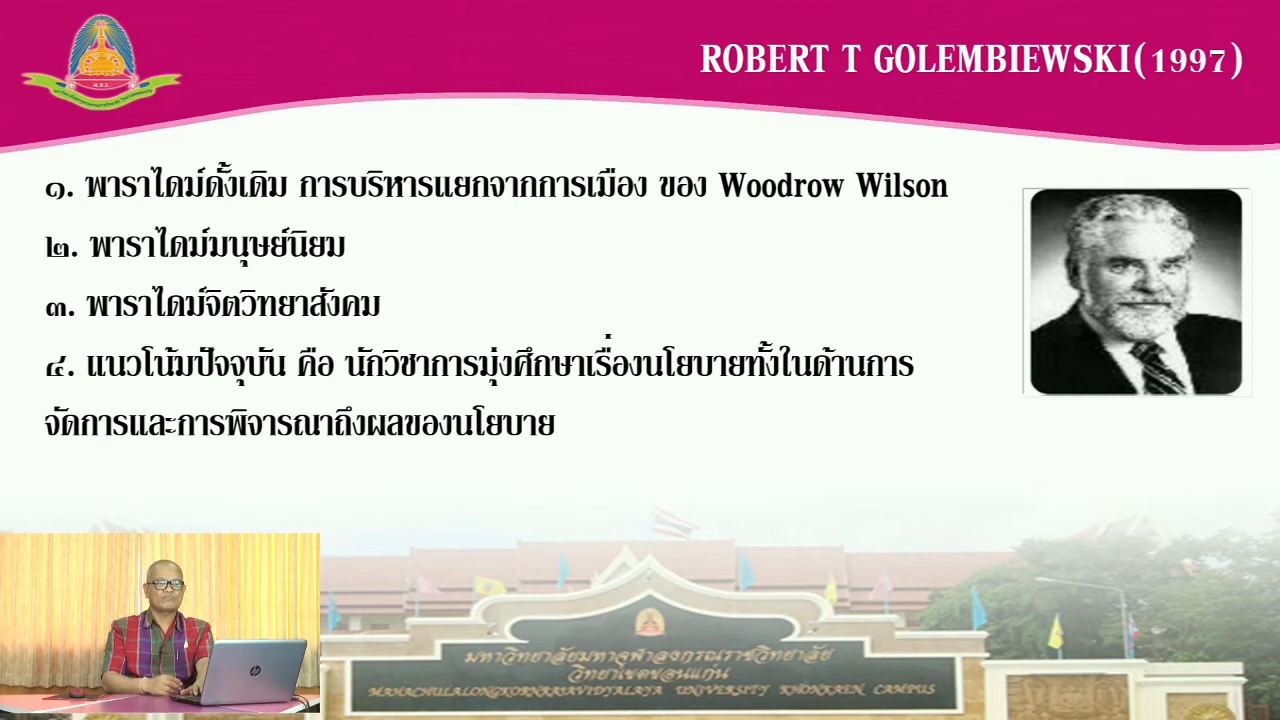 ROBERT T GOLEMBIEWSKI(1997)
๑. พาราไดม์ดั้งเดิม การบริหารแยกจากการเมือง ของ Woodrow Wilson
๒. พาราไดม์มนุษย์นิยม
๓. พาราไดม์จิตวิทยาสังคม
๔. แนวโน้มปัจจุบัน คือ นักวิชาการมุ่งศึกษาเรื่องนโยบายทั้งในด้านการ
จัดการและการพิจารณาถึงผลของนโยบาย
มหาวิทยาลัยมหาจุฬาลงกรณราชวิทยาลัย
วิทยาเขตขอนแก่น
MAHACHULALONGKORNRAJAVIDYALAYA UNIVERSITY KHONKAEN CAMPUS
hp